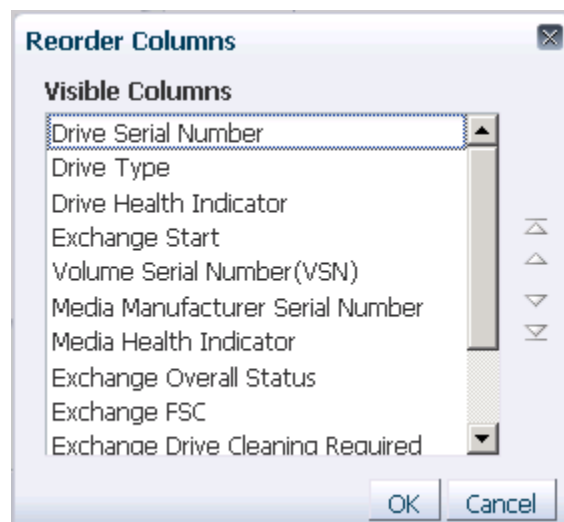 Reorder Columns
Visible Columns
Drive Serial Number
Drive Type
Drive Health Indicator
Exchange Start
Volume Serial Number(VSN)
Media Manufacturer Serial Number
Media Health Indicator
Exchange Overall Status
Exchange FSC
Exchange Drive Cleaning Required
OK Cancel